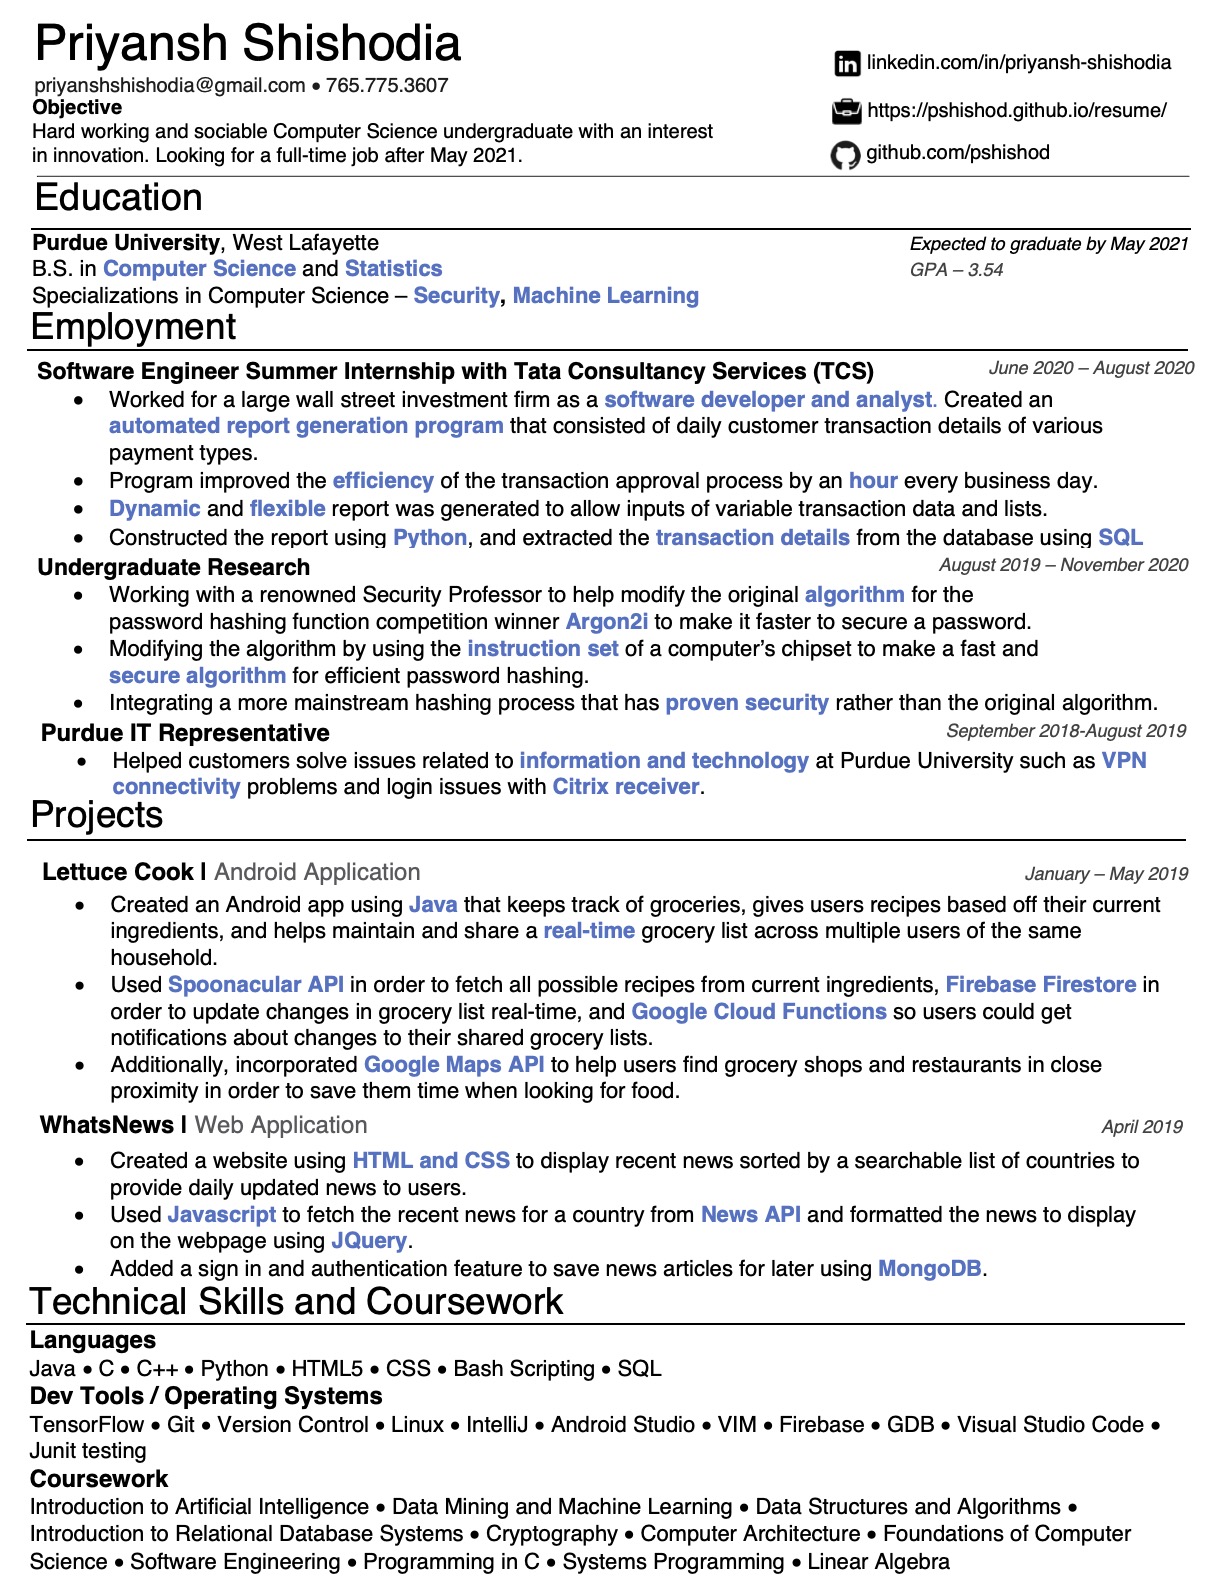 Priyansh Shishodia
priyanshshishodia@gmail.com • 765.775.3607
Objective
Hard working and sociable Computer Science undergraduate with an interest
in innovation. Looking for a full-time job after May 2021.
linkedin.com/in/priyansh-shishodia
https://pshishod.github.io/resume/
github.com/pshishod
Education
Purdue University, West Lafayette Expected to graduate by May 2021
B.S. in Computer Science and Statistics GPA – 3.54
Specializations in Computer Science – Security, Machine Learning
Employment
Software Engineer Summer Internship with Tata Consultancy Services (TCS) June 2020 – August 2020
• Worked for a large wall street investment firm as a software developer and analyst. Created an
automated report generation program that consisted of daily customer transaction details of various
payment types.
• Program improved the efficiency of the transaction approval process by an hour every business day.
• Dynamic and flexible report was generated to allow inputs of variable transaction data and lists.
• Constructed the report using Python, and extracted the transaction details from the database using SQL
Undergraduate Research August 2019 – November 2020
• Working with a renowned Security Professor to help modify the original algorithm for the
password hashing function competition winner Argon2i to make it faster to secure a password.
• Modifying the algorithm by using the instruction set of a computer’s chipset to make a fast and
secure algorithm for efficient password hashing.
• Integrating a more mainstream hashing process that has proven security rather than the original algorithm.
Purdue IT Representative September 2018-August 2019
• Helped customers solve issues related to information and technology at Purdue University such as VPN
connectivity problems and login issues with Citrix receiver.
Projects
Lettuce Cook | Android Application January – May 2019
• Created an Android app using Java that keeps track of groceries, gives users recipes based off their current
ingredients, and helps maintain and share a real-time grocery list across multiple users of the same
household.
• Used Spoonacular API in order to fetch all possible recipes from current ingredients, Firebase Firestore in
order to update changes in grocery list real-time, and Google Cloud Functions so users could get
notifications about changes to their shared grocery lists.
• Additionally, incorporated Google Maps API to help users find grocery shops and restaurants in close
proximity in order to save them time when looking for food.
WhatsNews | Web Application April 2019
• Created a website using HTML and CSS to display recent news sorted by a searchable list of countries to
provide daily updated news to users.
• Used Javascript to fetch the recent news for a country from News API and formatted the news to display
on the webpage using JQuery.
• Added a sign in and authentication feature to save news articles for later using MongoDB.
Technical Skills and Coursework
Languages
Java • C • C++ • Python • HTML5 • CSS • Bash Scripting • SQL
Dev Tools / Operating Systems
TensorFlow • Git • Version Control • Linux • IntelliJ • Android Studio • VIM • Firebase • GDB • Visual Studio Code •
Junit testing
Coursework
Introduction to Artificial Intelligence • Data Mining and Machine Learning • Data Structures and Algorithms •
Introduction to Relational Database Systems • Cryptography • Computer Architecture • Foundations of Computer
Science • Software Engineering • Programming in C • Systems Programming • Linear Algebra